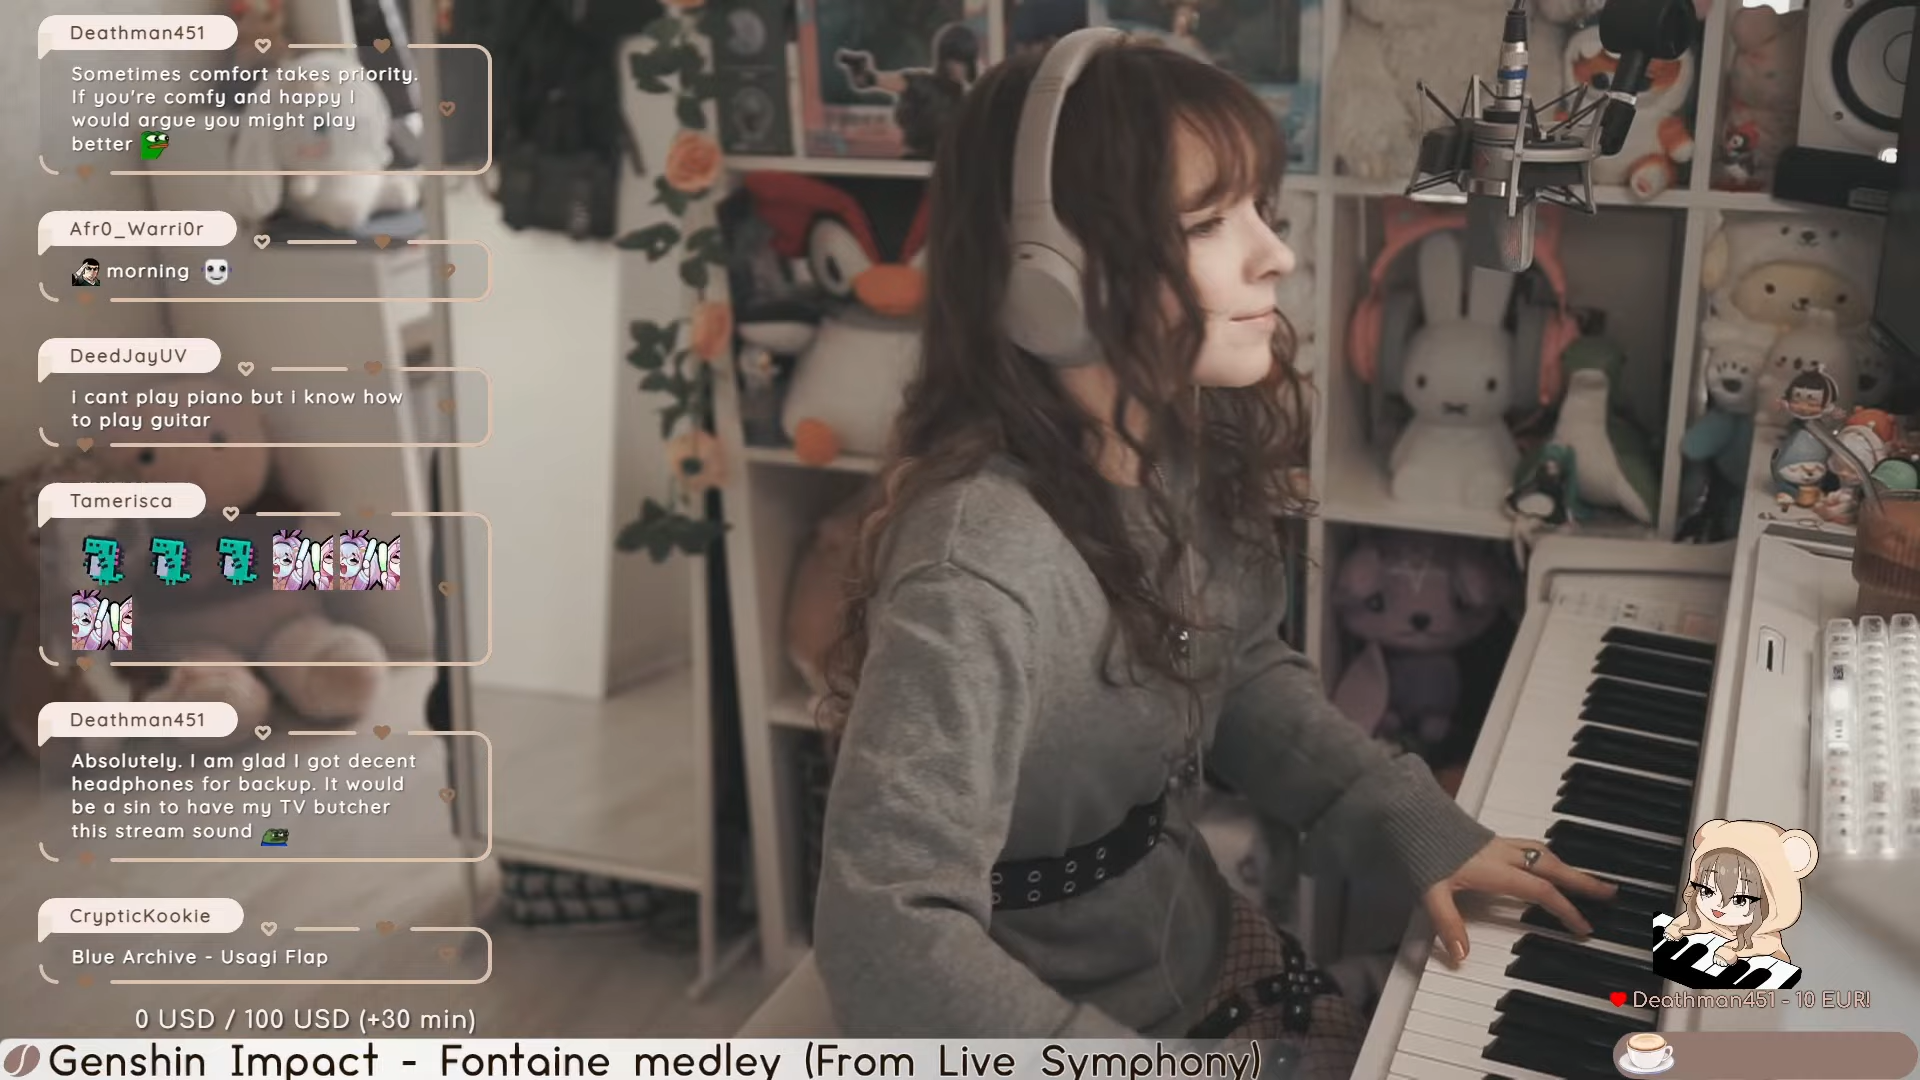 Deathman451
Sometimes comfort takes priority.
If you're comfy and happy I
would argue you might play
better
Afr0_Warri0r
morning
DeedJayUV
i cant play piano but i know how
to play guitar
Tamerisca
Deathman451
Absolutely. I am glad I got decent
headphones for backup. It would
be a sin to have my TV butcher
this stream sound
CrypticKookie
Blue Archive - Usagi Flap
0 USD / 100 USD (+30 min)
Genshin Impact - Fontaine medley (From Live Symphony)
Deathman451 - 10 EUR!